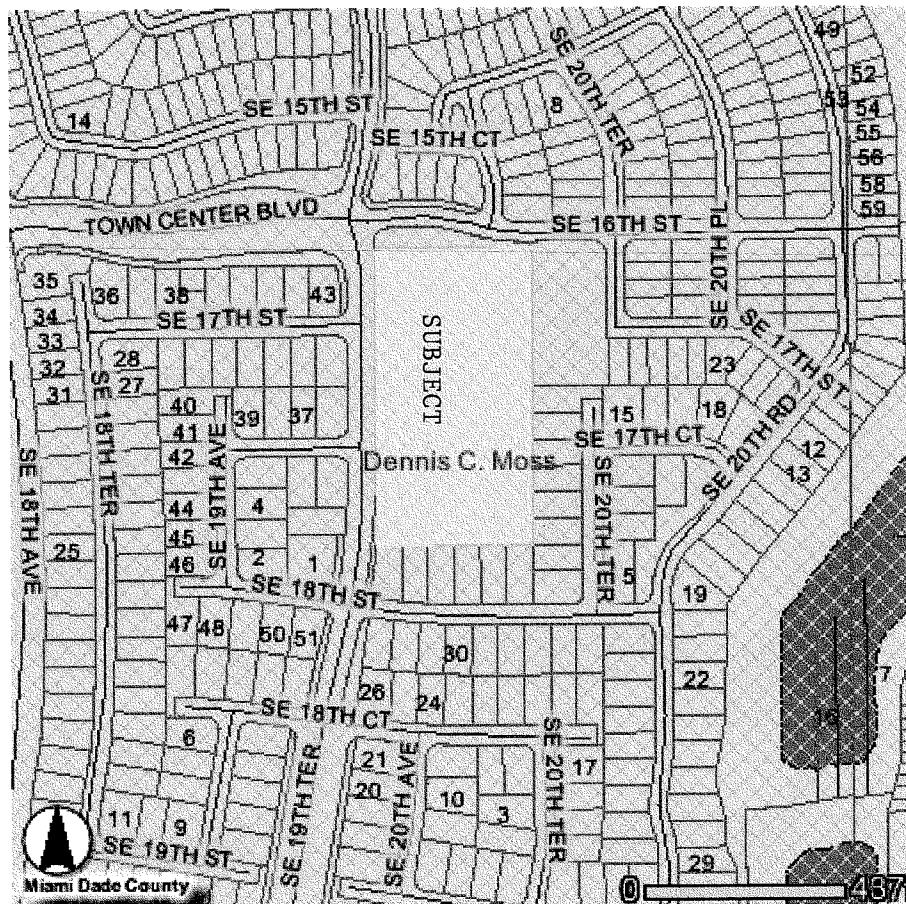 49
52
53
54
55
56
58
59
14
SE 15TH ST
SE 15TH CT
8
SE 20TH TER
TOWN CENTER BLVD
SE 16TH ST
SE 20TH PL
35
36
38
43
34
SE 17TH ST
33
32
31
28
27
SUBJECT
SE 17TH ST
23
40
39
37
41
42
15
18
SE 17TH CT
12
13
SE 20TH RD
SE 18TH TER
SE 19TH AVE
Dennis C. Moss
SE 20TH TER
SE 18TH AVE
44
4
45
46
2
1
25
5
SE 18TH ST
19
47
48
50
51
30
22
7
16
26
24
SE 18TH CT
6
21
20
17
SE 19TH TER
SE 20TH AVE
10
3
SE 20TH TER
11
9
SE 19TH ST
29
Miami Dade County
0
487